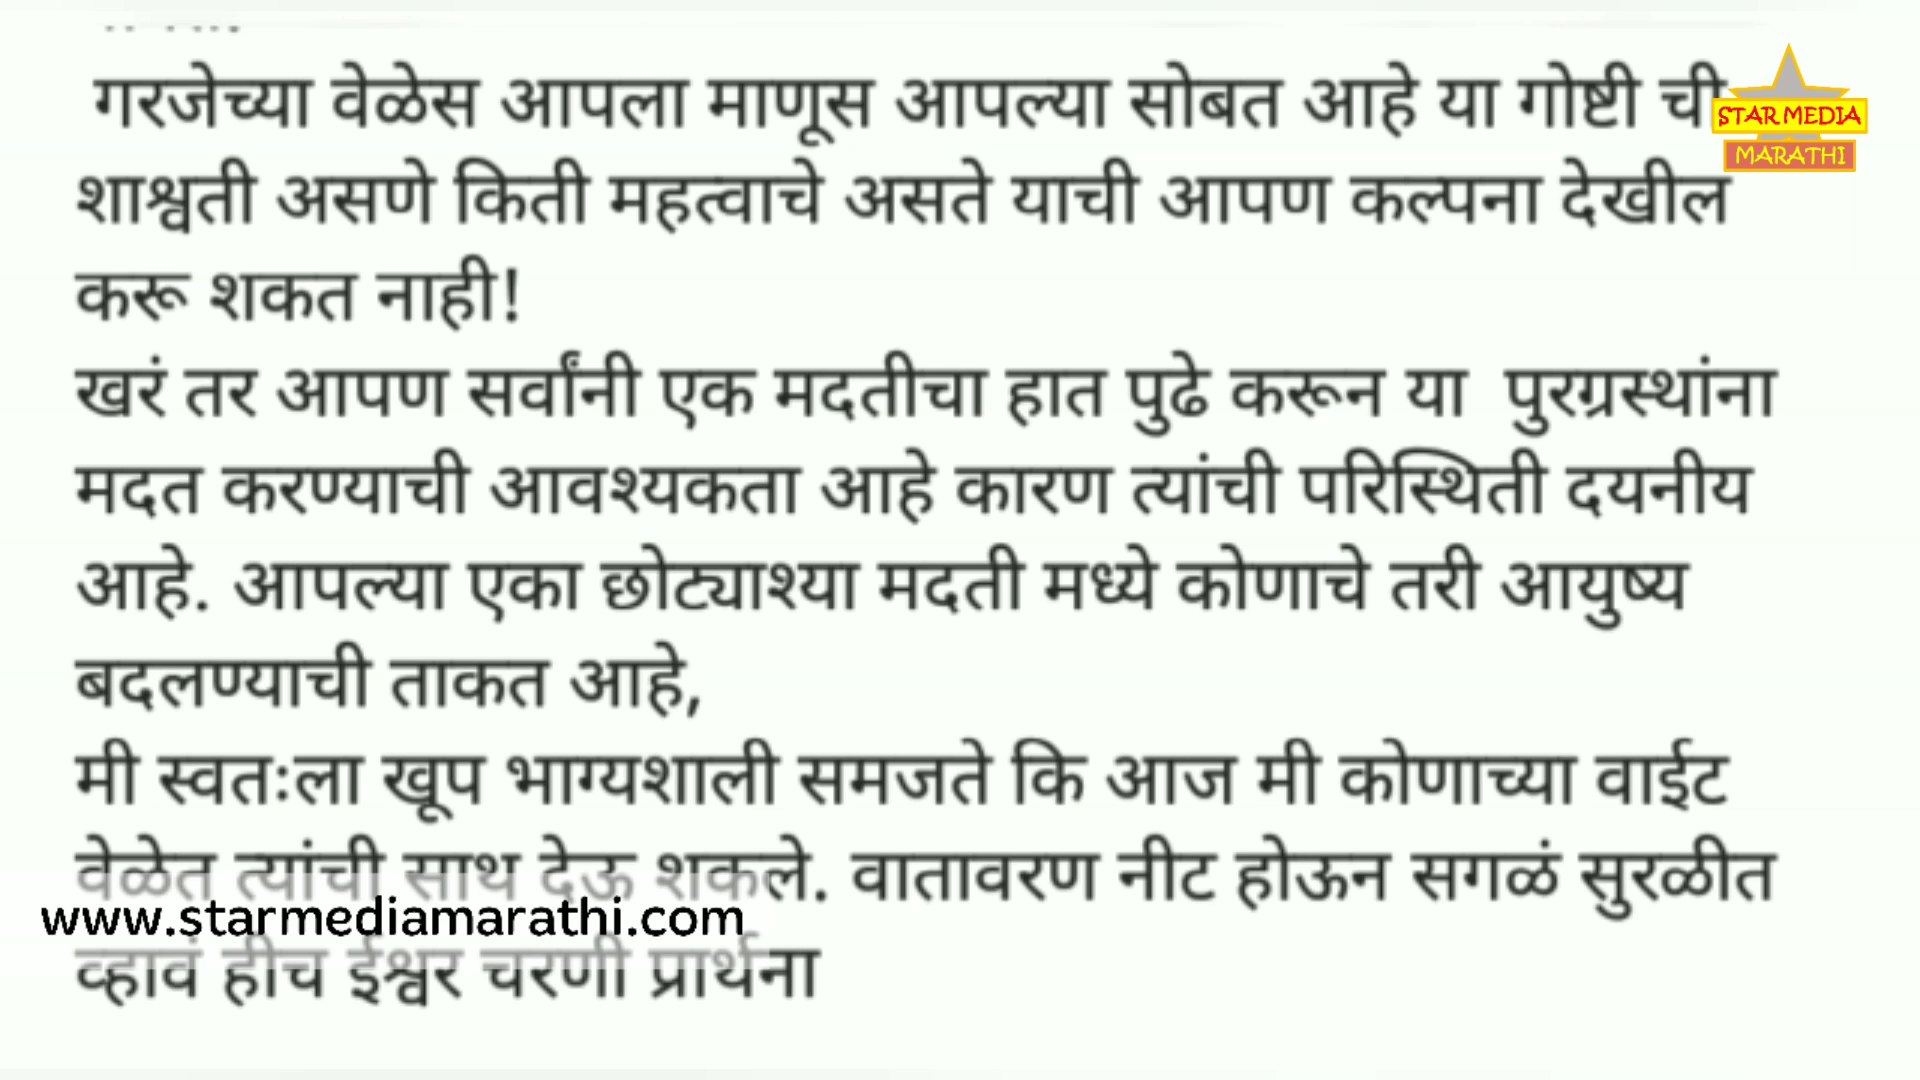 गरजेच्या वेळेस आपला माणूस आपल्या सोबत आहे या गोष्टी ची
STAR MEDIA
MARATHI
शाश्वती असणे किती महत्वाचे असते याची आपण कल्पना देखील
करू शकत नाही!
खरं तर आपण सर्वांनी एक मदतीचा हात पुढे करून या पुरग्रस्थांना
मदत करण्याची आवश्यकता आहे कारण त्यांची परिस्थिती दयनीय
आहे. आपल्या एका छोट्याश्या मदती मध्ये कोणाचे तरी आयुष्य
बदलण्याची ताकत आहे,
मी स्वतःला खूप भाग्यशाली समजते कि आज मी कोणाच्या वाईट
वेळेत त्यांची साथ देऊ शकले. वातावरण नीट होऊन सगळं सुरळीत
www.starmediamarathi.com
व्हावं हीच ईश्वर चरणी प्रार्थना